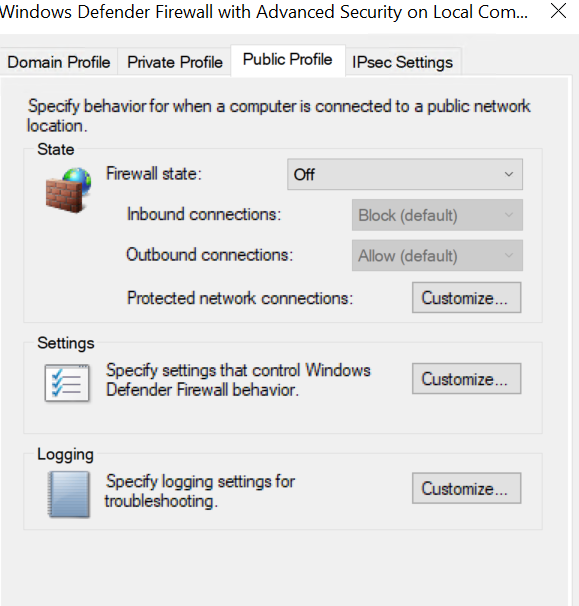 Windows Defender Firewall with Advanced Security on Local Com...
Domain Profile Private Profile Public Profile IPsec Settings
Specify behavior for when a computer is connected to a public network
location.
State
Firewall state: Off
Inbound connections: Block (default)
Outbound connections: Allow (default)
Protected network connections: Customize...
Settings
Specify settings that control Windows
Defender Firewall behavior.
Customize...
Logging
Specify logging settings for
troubleshooting.
Customize...